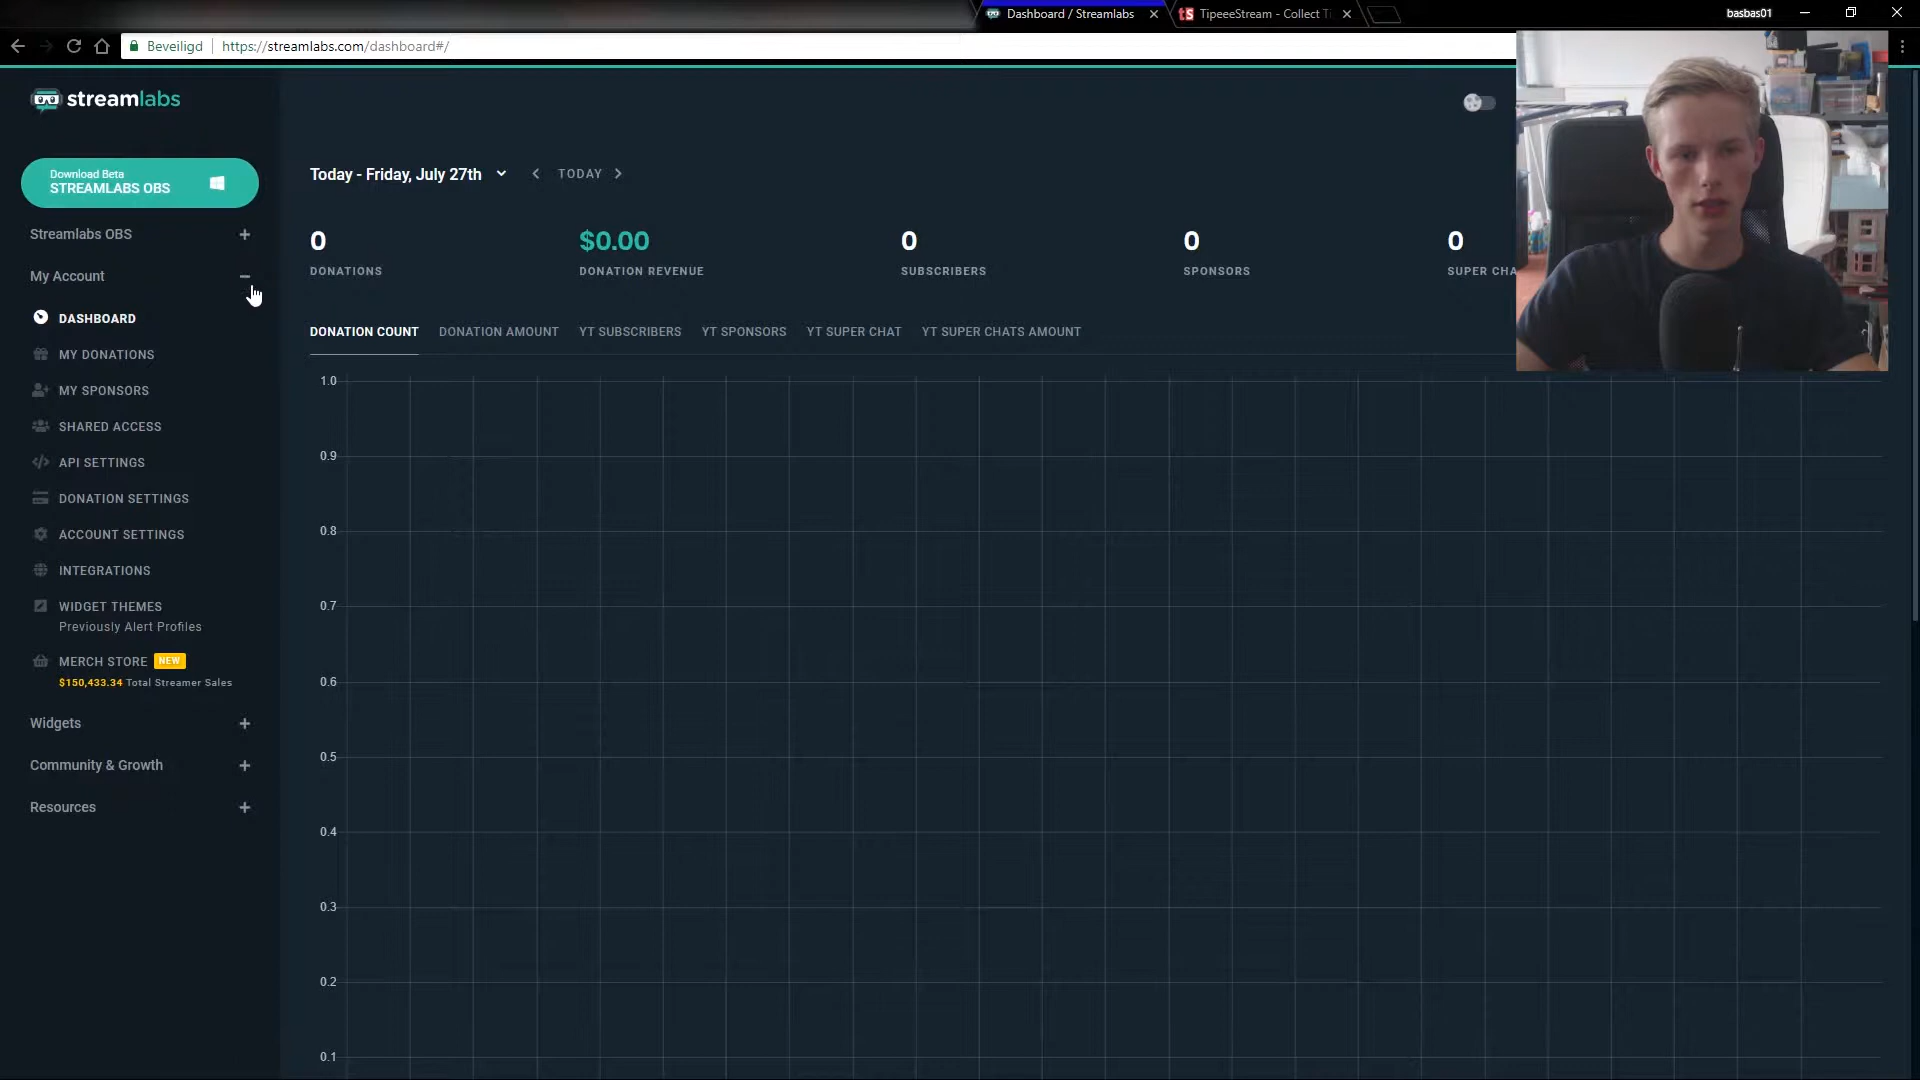 Dashboard / Streamlabs
TipeeeStream - Collect Ti
basbas01
Beveiligd
https://streamlabs.com/dashboard#/
streamlabs
Download Beta
STREAMLABS OBS
Streamlabs OBS
My Account
DASHBOARD
MY DONATIONS
MY SPONSORS
SHARED ACCESS
API SETTINGS
DONATION SETTINGS
ACCOUNT SETTINGS
INTEGRATIONS
WIDGET THEMES
Previously Alert Profiles
MERCH STORE NEW
$150,433.34 Total Streamer Sales
Widgets
Community & Growth
Resources
Today - Friday, July 27th
TODAY
0
DONATIONS
$0.00
DONATION REVENUE
0
SUBSCRIBERS
0
SPONSORS
0
SUPER CHA
DONATION COUNT
DONATION AMOUNT
YT SUBSCRIBERS
YT SPONSORS
YT SUPER CHAT
YT SUPER CHATS AMOUNT
1.0
0.9
0.8
0.7
0.6
0.5
0.4
0.3
0.2
0.1